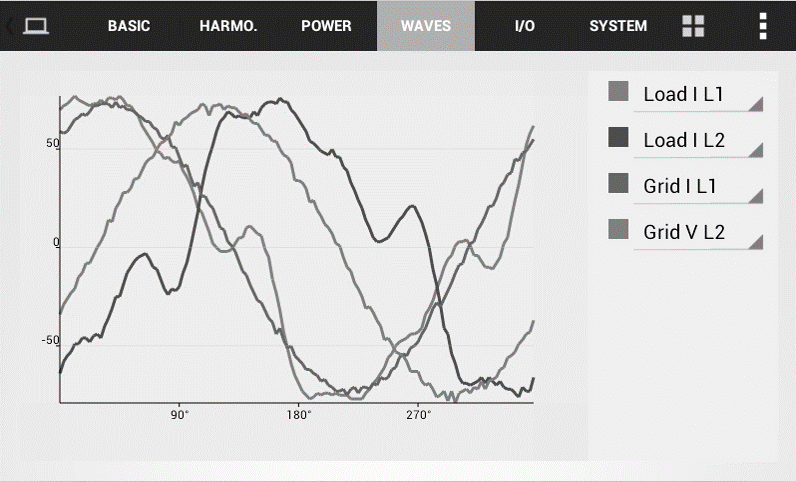 BASIC HARMO. POWER WAVES I/O SYSTEM
Load I L1
Load I L2
Grid I L1
Grid V L2
50
0
-50
90° 180° 270°